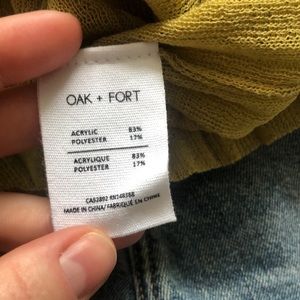 OAK + FORT
ACRYLIC 83%
POLYESTER 17%
ACRYLIQUE 83%
POLYESTER 17%
MADE IN CHINA/FABRIQUÉ EN CHINE